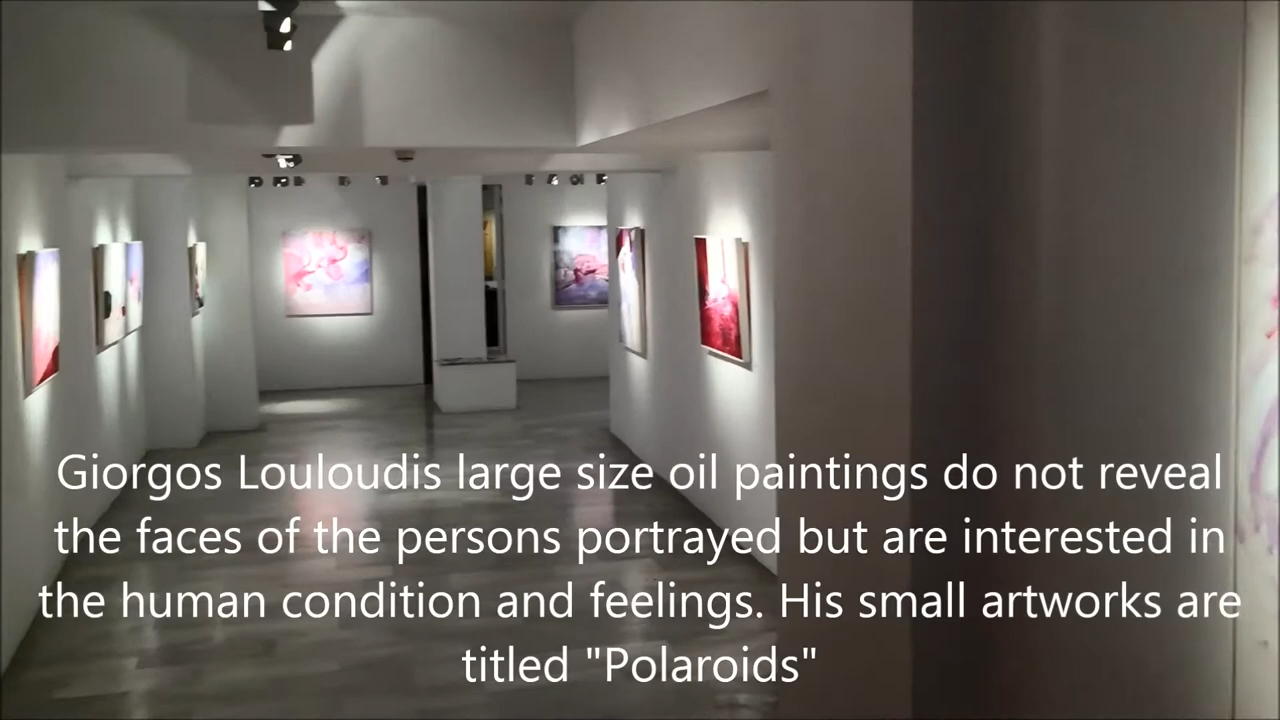 Giorgos Louloudis large size oil paintings do not reveal
the faces of the persons portrayed but are interested in
the human condition and feelings. His small artworks are
titled "Polaroids"